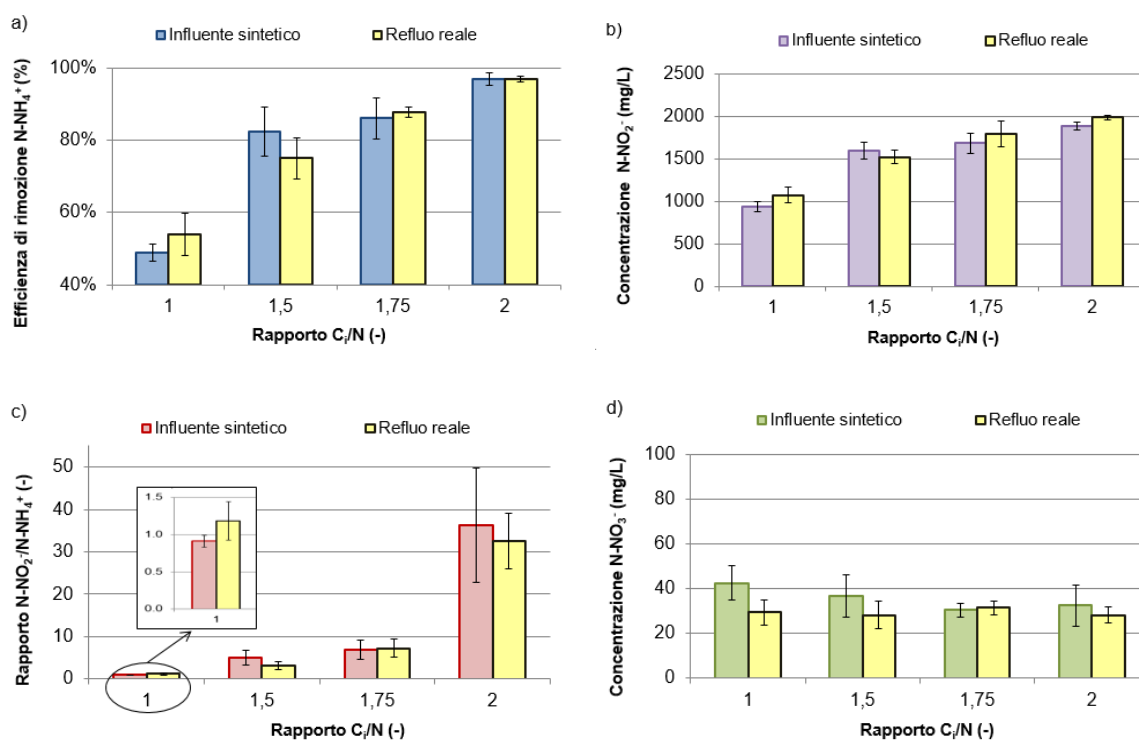 a)
Influente sintetico Refluo reale
Efficienza di rimozione N-NH₄⁺ (%)
100%
80%
60%
40%
1 1,5 1,75 2
Rapporto Cᵢ/N (-)
b)
Influente sintetico Refluo reale
Concentrazione N-NO₂⁻ (mg/L)
2500
2000
1500
1000
500
0
1 1,5 1,75 2
Rapporto Cᵢ/N (-)
c)
Influente sintetico Refluo reale
Rapporto N-NO₂⁻/N-NH₄⁺ (-)
50
40
30
20
10
0
1.5
1.0
0.5
0.0
1
1 1,5 1,75 2
Rapporto Cᵢ/N (-)
d)
Influente sintetico Refluo reale
Concentrazione N-NO₃⁻ (mg/L)
100
80
60
40
20
0
1 1,5 1,75 2
Rapporto Cᵢ/N (-)